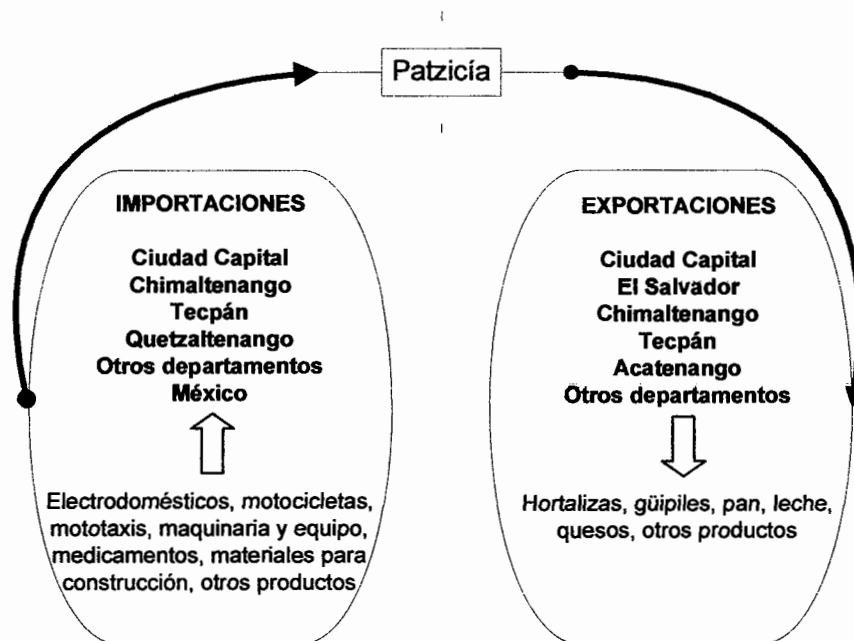 Patzicía
IMPORTACIONES
Ciudad Capital
Chimaltenango
Tecpán
Quetzaltenango
Otros departamentos
México
Electrodomésticos, motocicletas,
mototaxis, maquinaria y equipo,
medicamentos, materiales para
construcción, otros productos
EXPORTACIONES
Ciudad Capital
El Salvador
Chimaltenango
Tecpán
Acatenango
Otros departamentos
Hortalizas, güipiles, pan, leche,
quesos, otros productos